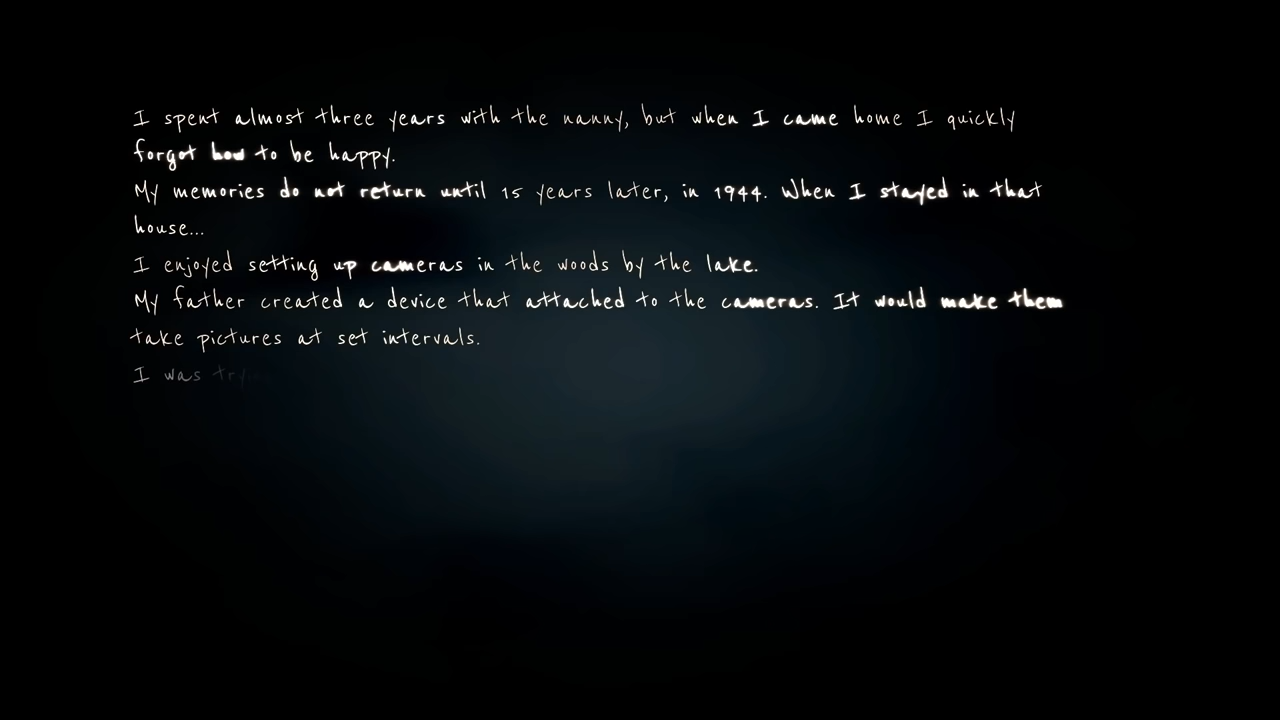 I spent almost three years with the nanny, but when I came home I quickly
forgot how to be happy.
My memories do not return until 15 years later, in 1944. When I stayed in that
house...
I enjoyed setting up cameras in the woods by the lake.
My father created a device that attached to the cameras. It would make them
take pictures at set intervals.
I was